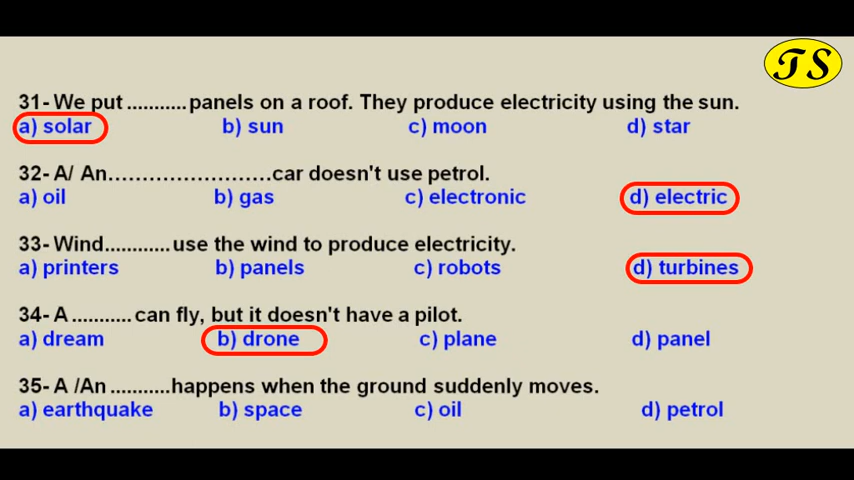 TS
31- We put ...........panels on a roof. They produce electricity using the sun.
a) solar b) sun c) moon d) star
32- A/ An........................car doesn't use petrol.
a) oil b) gas c) electronic d) electric
33- Wind............use the wind to produce electricity.
a) printers b) panels c) robots d) turbines
34- A ...........can fly, but it doesn't have a pilot.
a) dream b) drone c) plane d) panel
35- A /An ...........happens when the ground suddenly moves.
a) earthquake b) space c) oil d) petrol